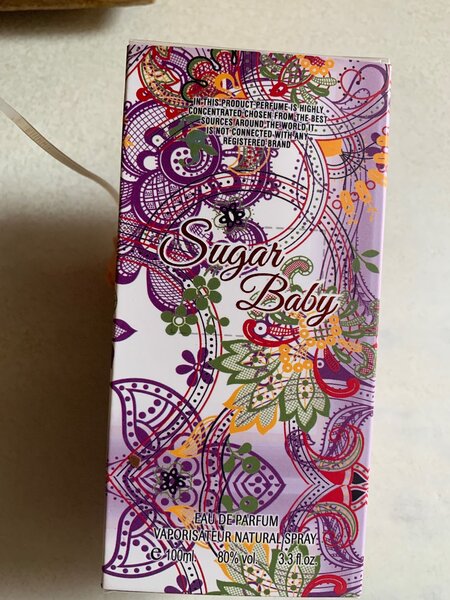 IN THIS PRODUCT PERFUME IS HIGHLY
CONCENTRATED CHOSEN FROM THE BEST
SOURCES AROUND THE WORLD IT
IS NOT CONNECTED WITH ANY
REGISTERED BRAND
Sugar
Baby
EAU DE PARFUM
VAPORISATEUR NATURAL SPRAY
℮ 100ml. 80% vol. 3.3 fl.oz.